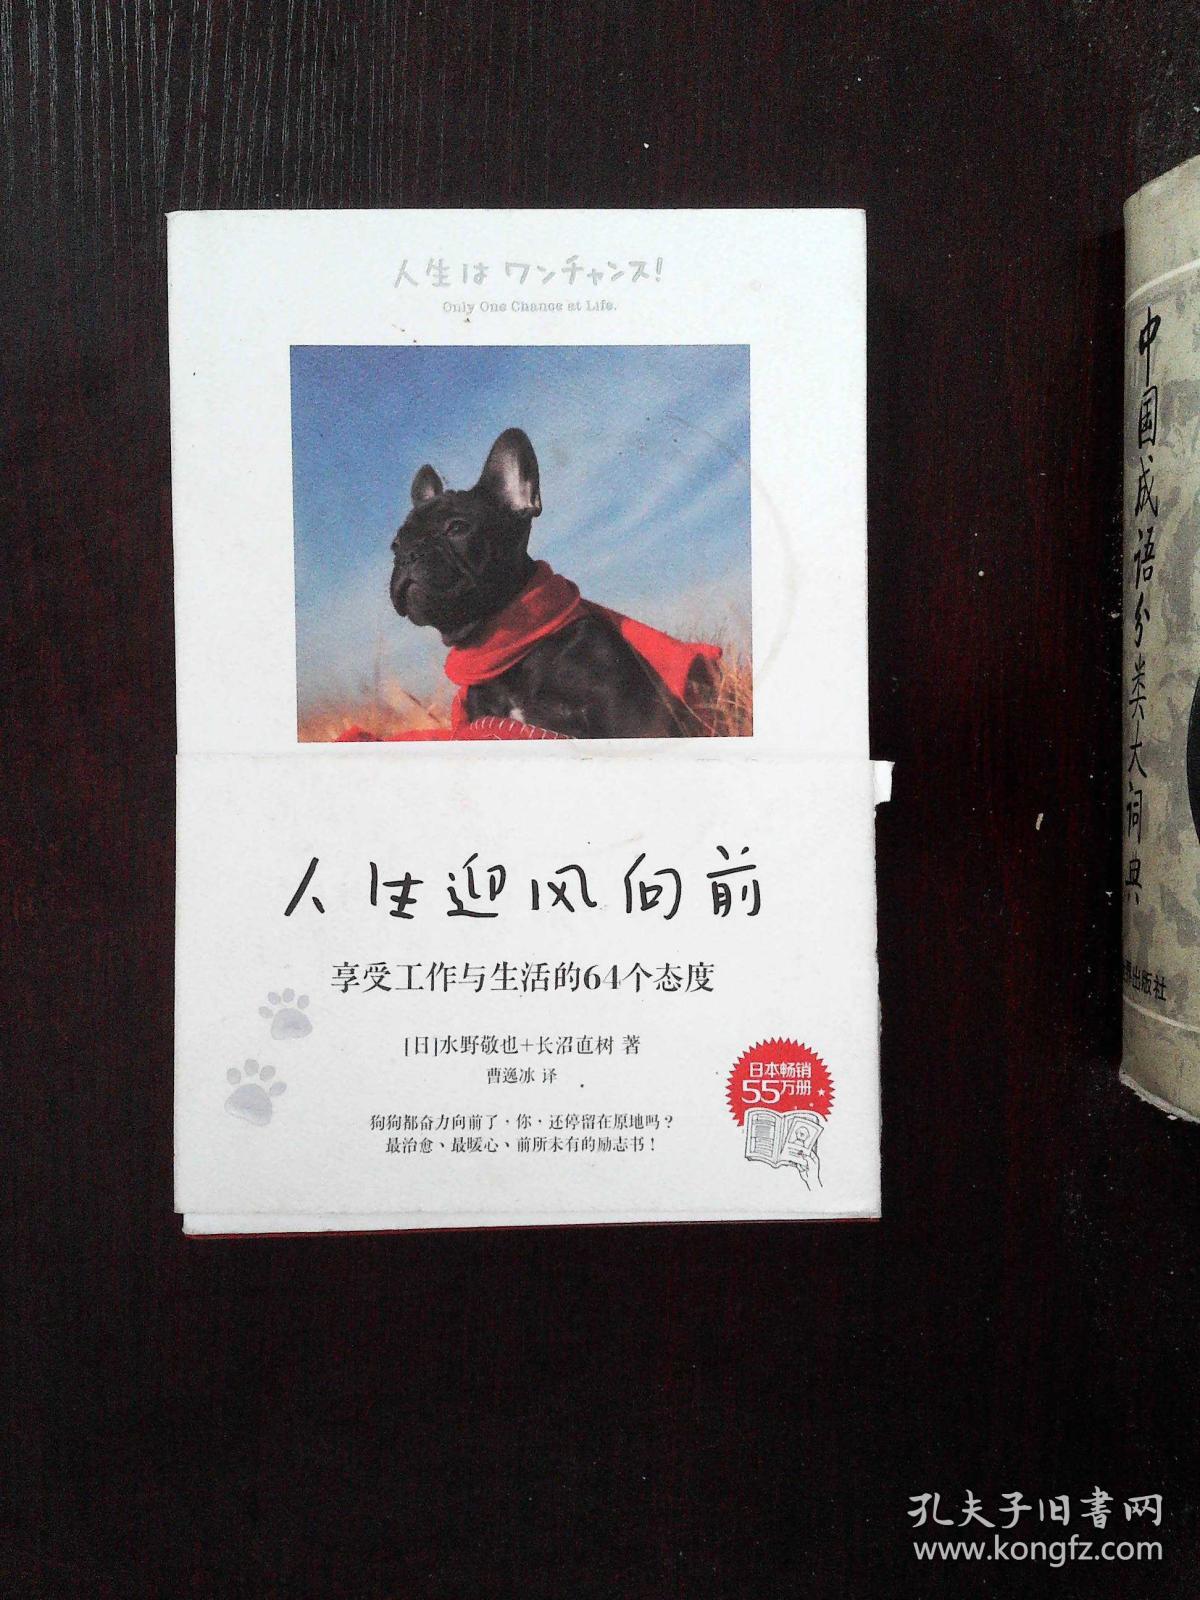 人生は ワンチャンス!
Only One Chance at Life.
人生迎风向前
享受工作与生活的64个态度
[日]水野敬也+长沼直树 著
曹逸冰 译
狗狗都奋力向前了，你，还停留在原地吗？
最治愈、最暖心、前所未有的励志书！
日本畅销
55万册
中国成语分类大词典
出版社
孔夫子旧書网
www.kongfz.com